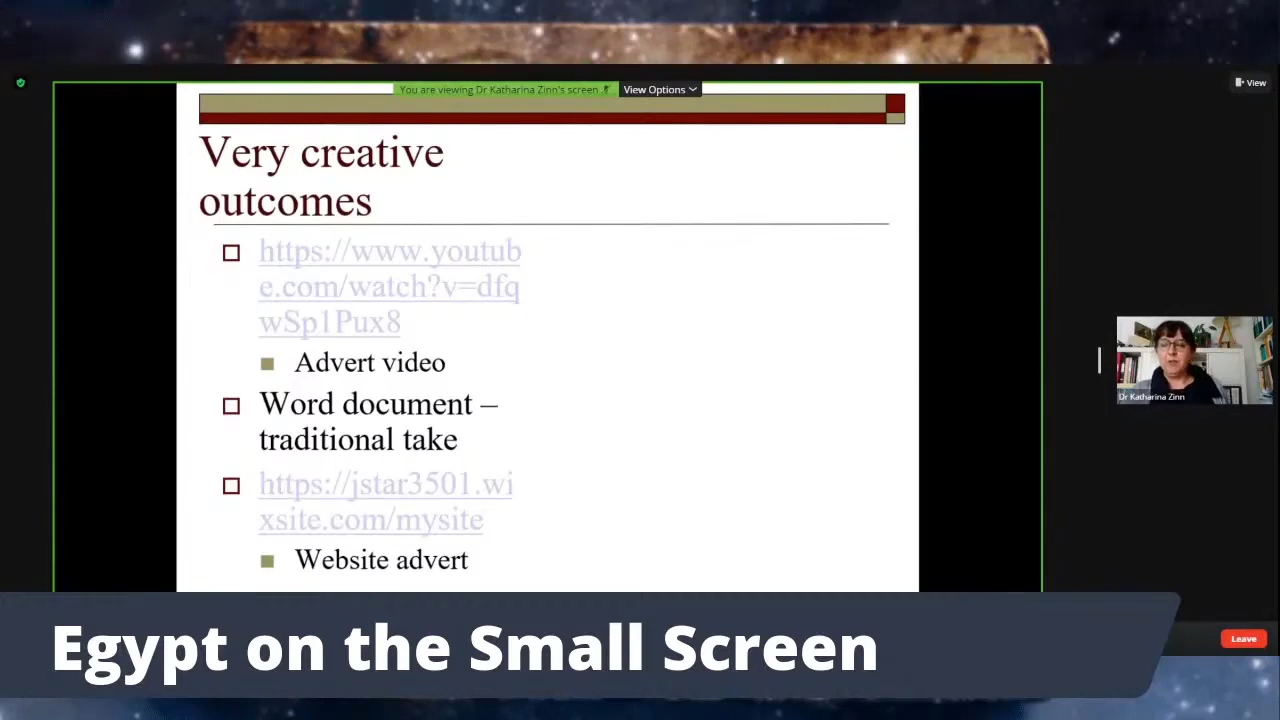 You are viewing Dr Katharina Zinn's screen
View Options
View
Very creative
outcomes
https://www.youtub
e.com/watch?v=dfq
wSp1Pux8
Advert video
Word document –
traditional take
https://jstar3501.wi
xsite.com/mysite
Website advert
Dr Katharina Zinn
Leave
Egypt on the Small Screen